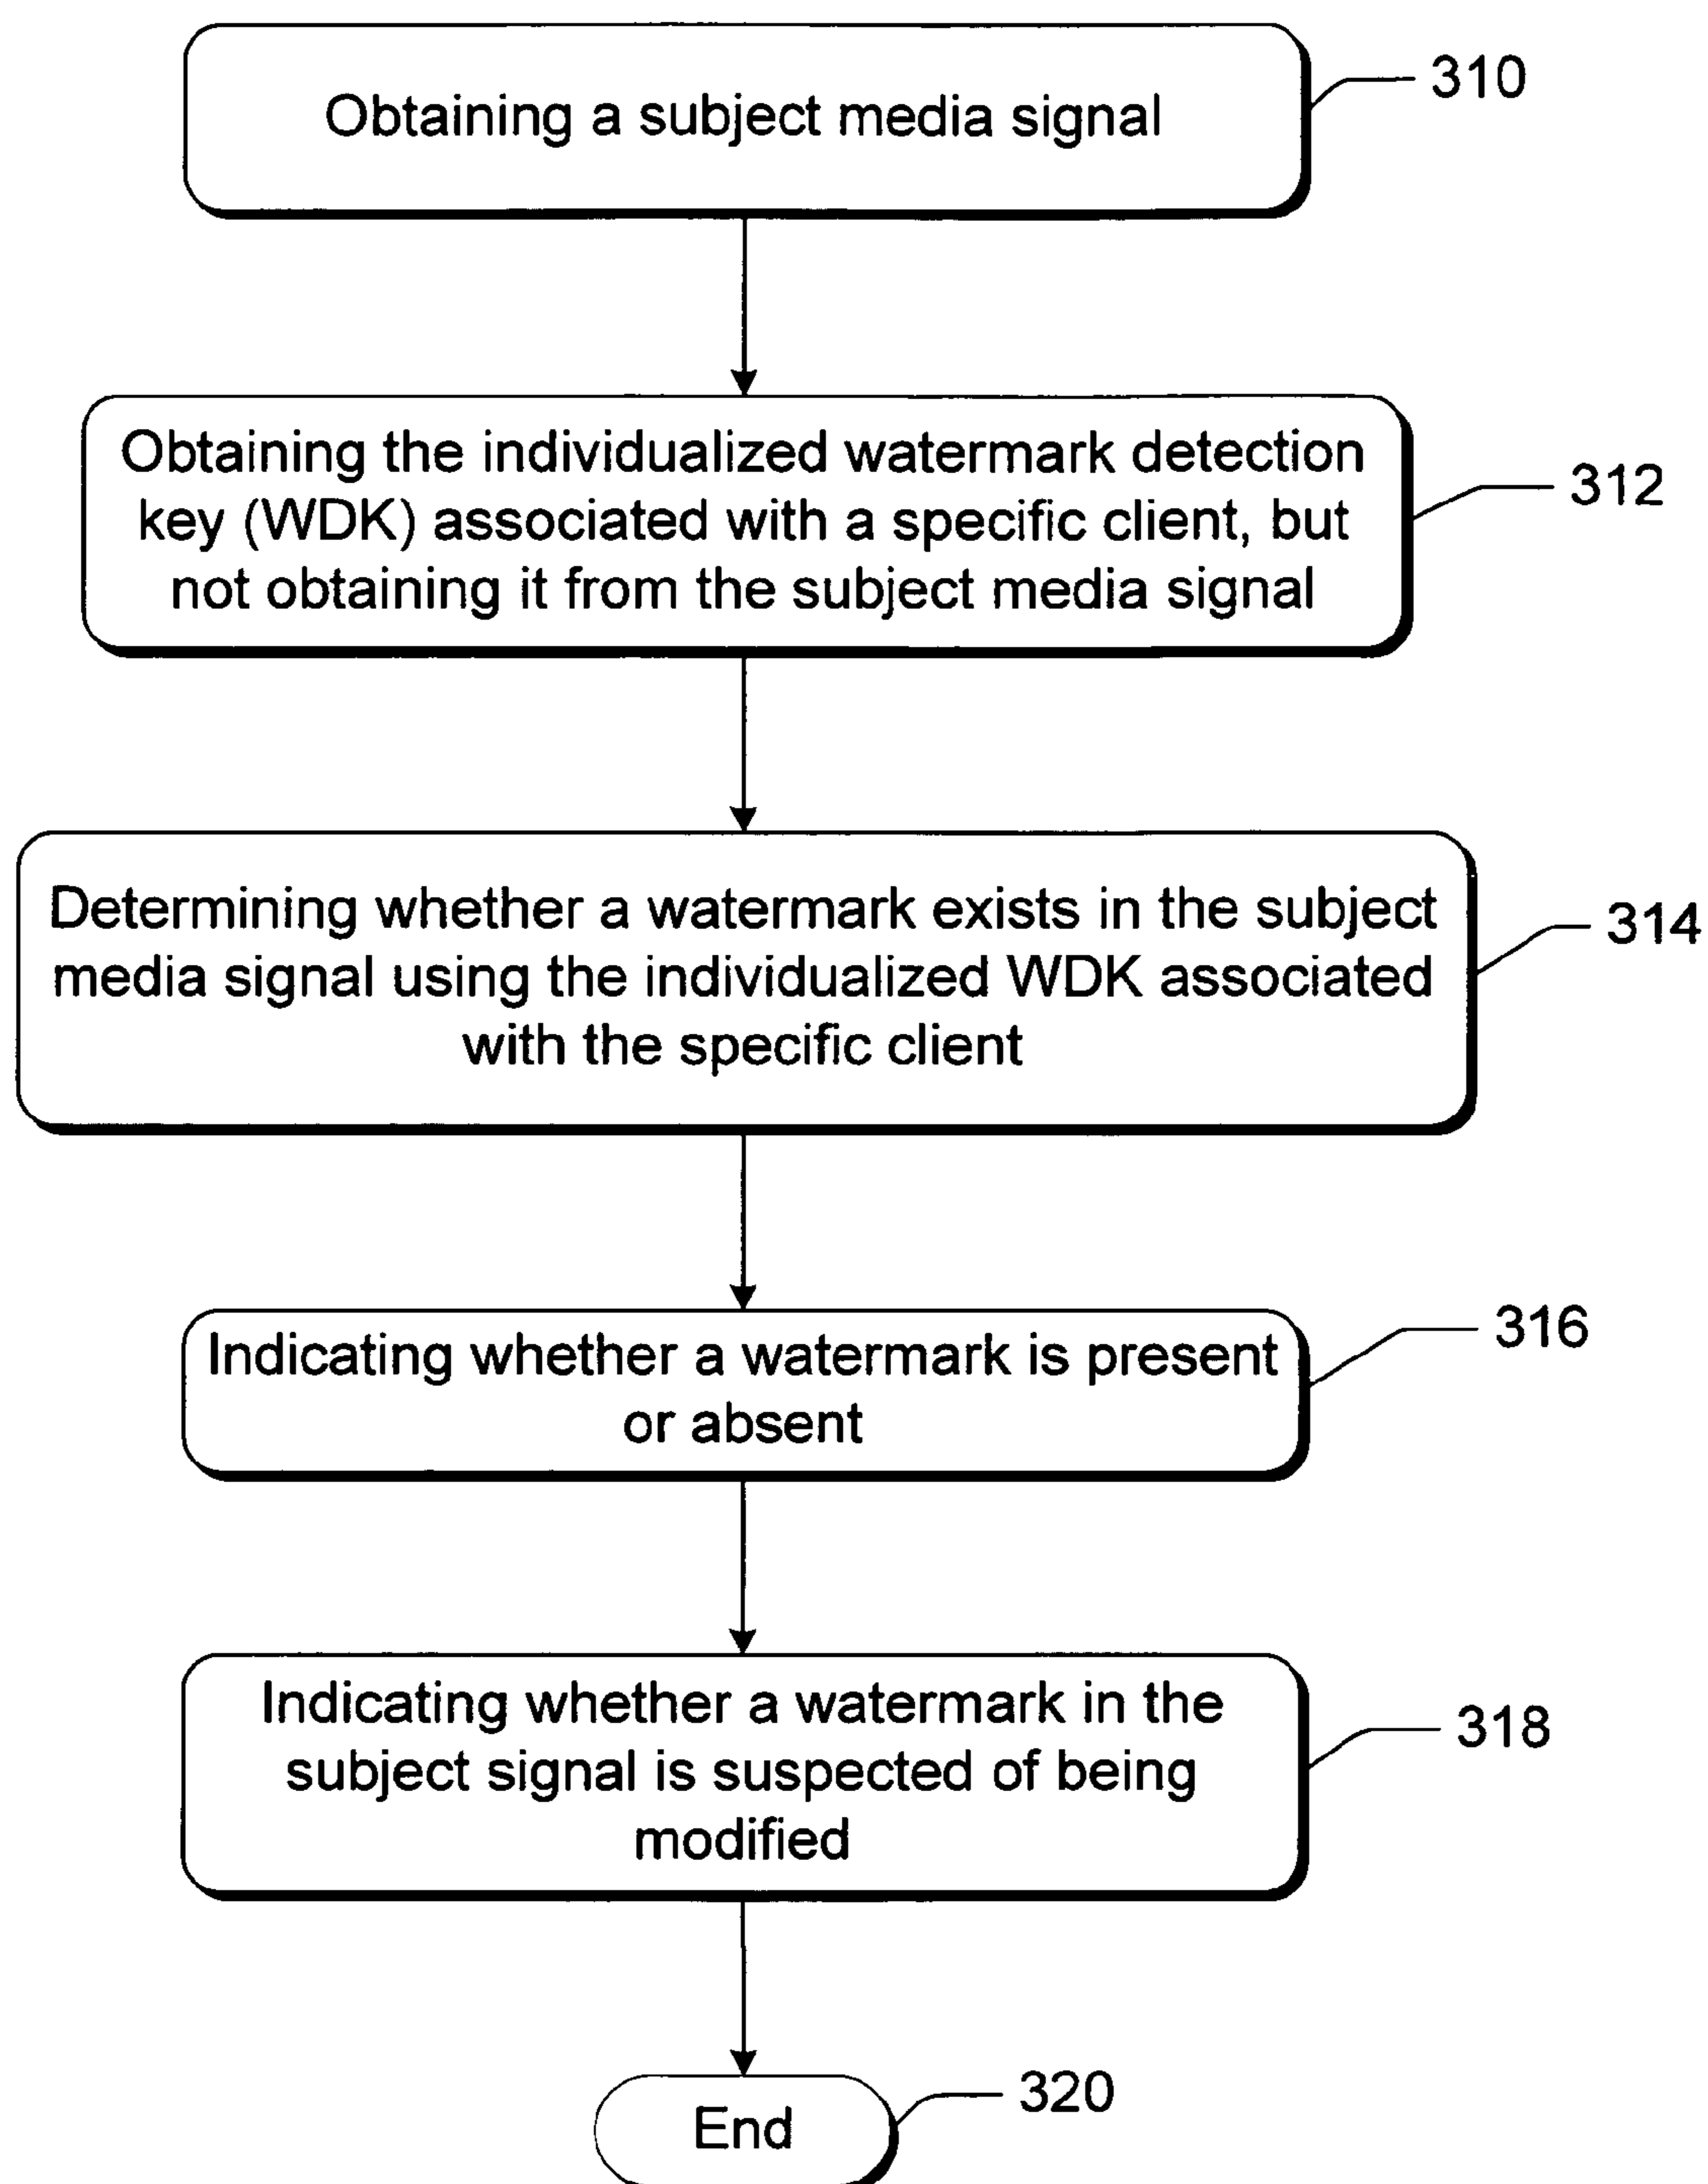 Obtaining a subject media signal
310
Obtaining the individualized watermark detection
key (WDK) associated with a specific client, but
not obtaining it from the subject media signal
312
Determining whether a watermark exists in the subject
media signal using the individualized WDK associated
with the specific client
314
Indicating whether a watermark is present
or absent
316
Indicating whether a watermark in the
subject signal is suspected of being
modified
318
End
320